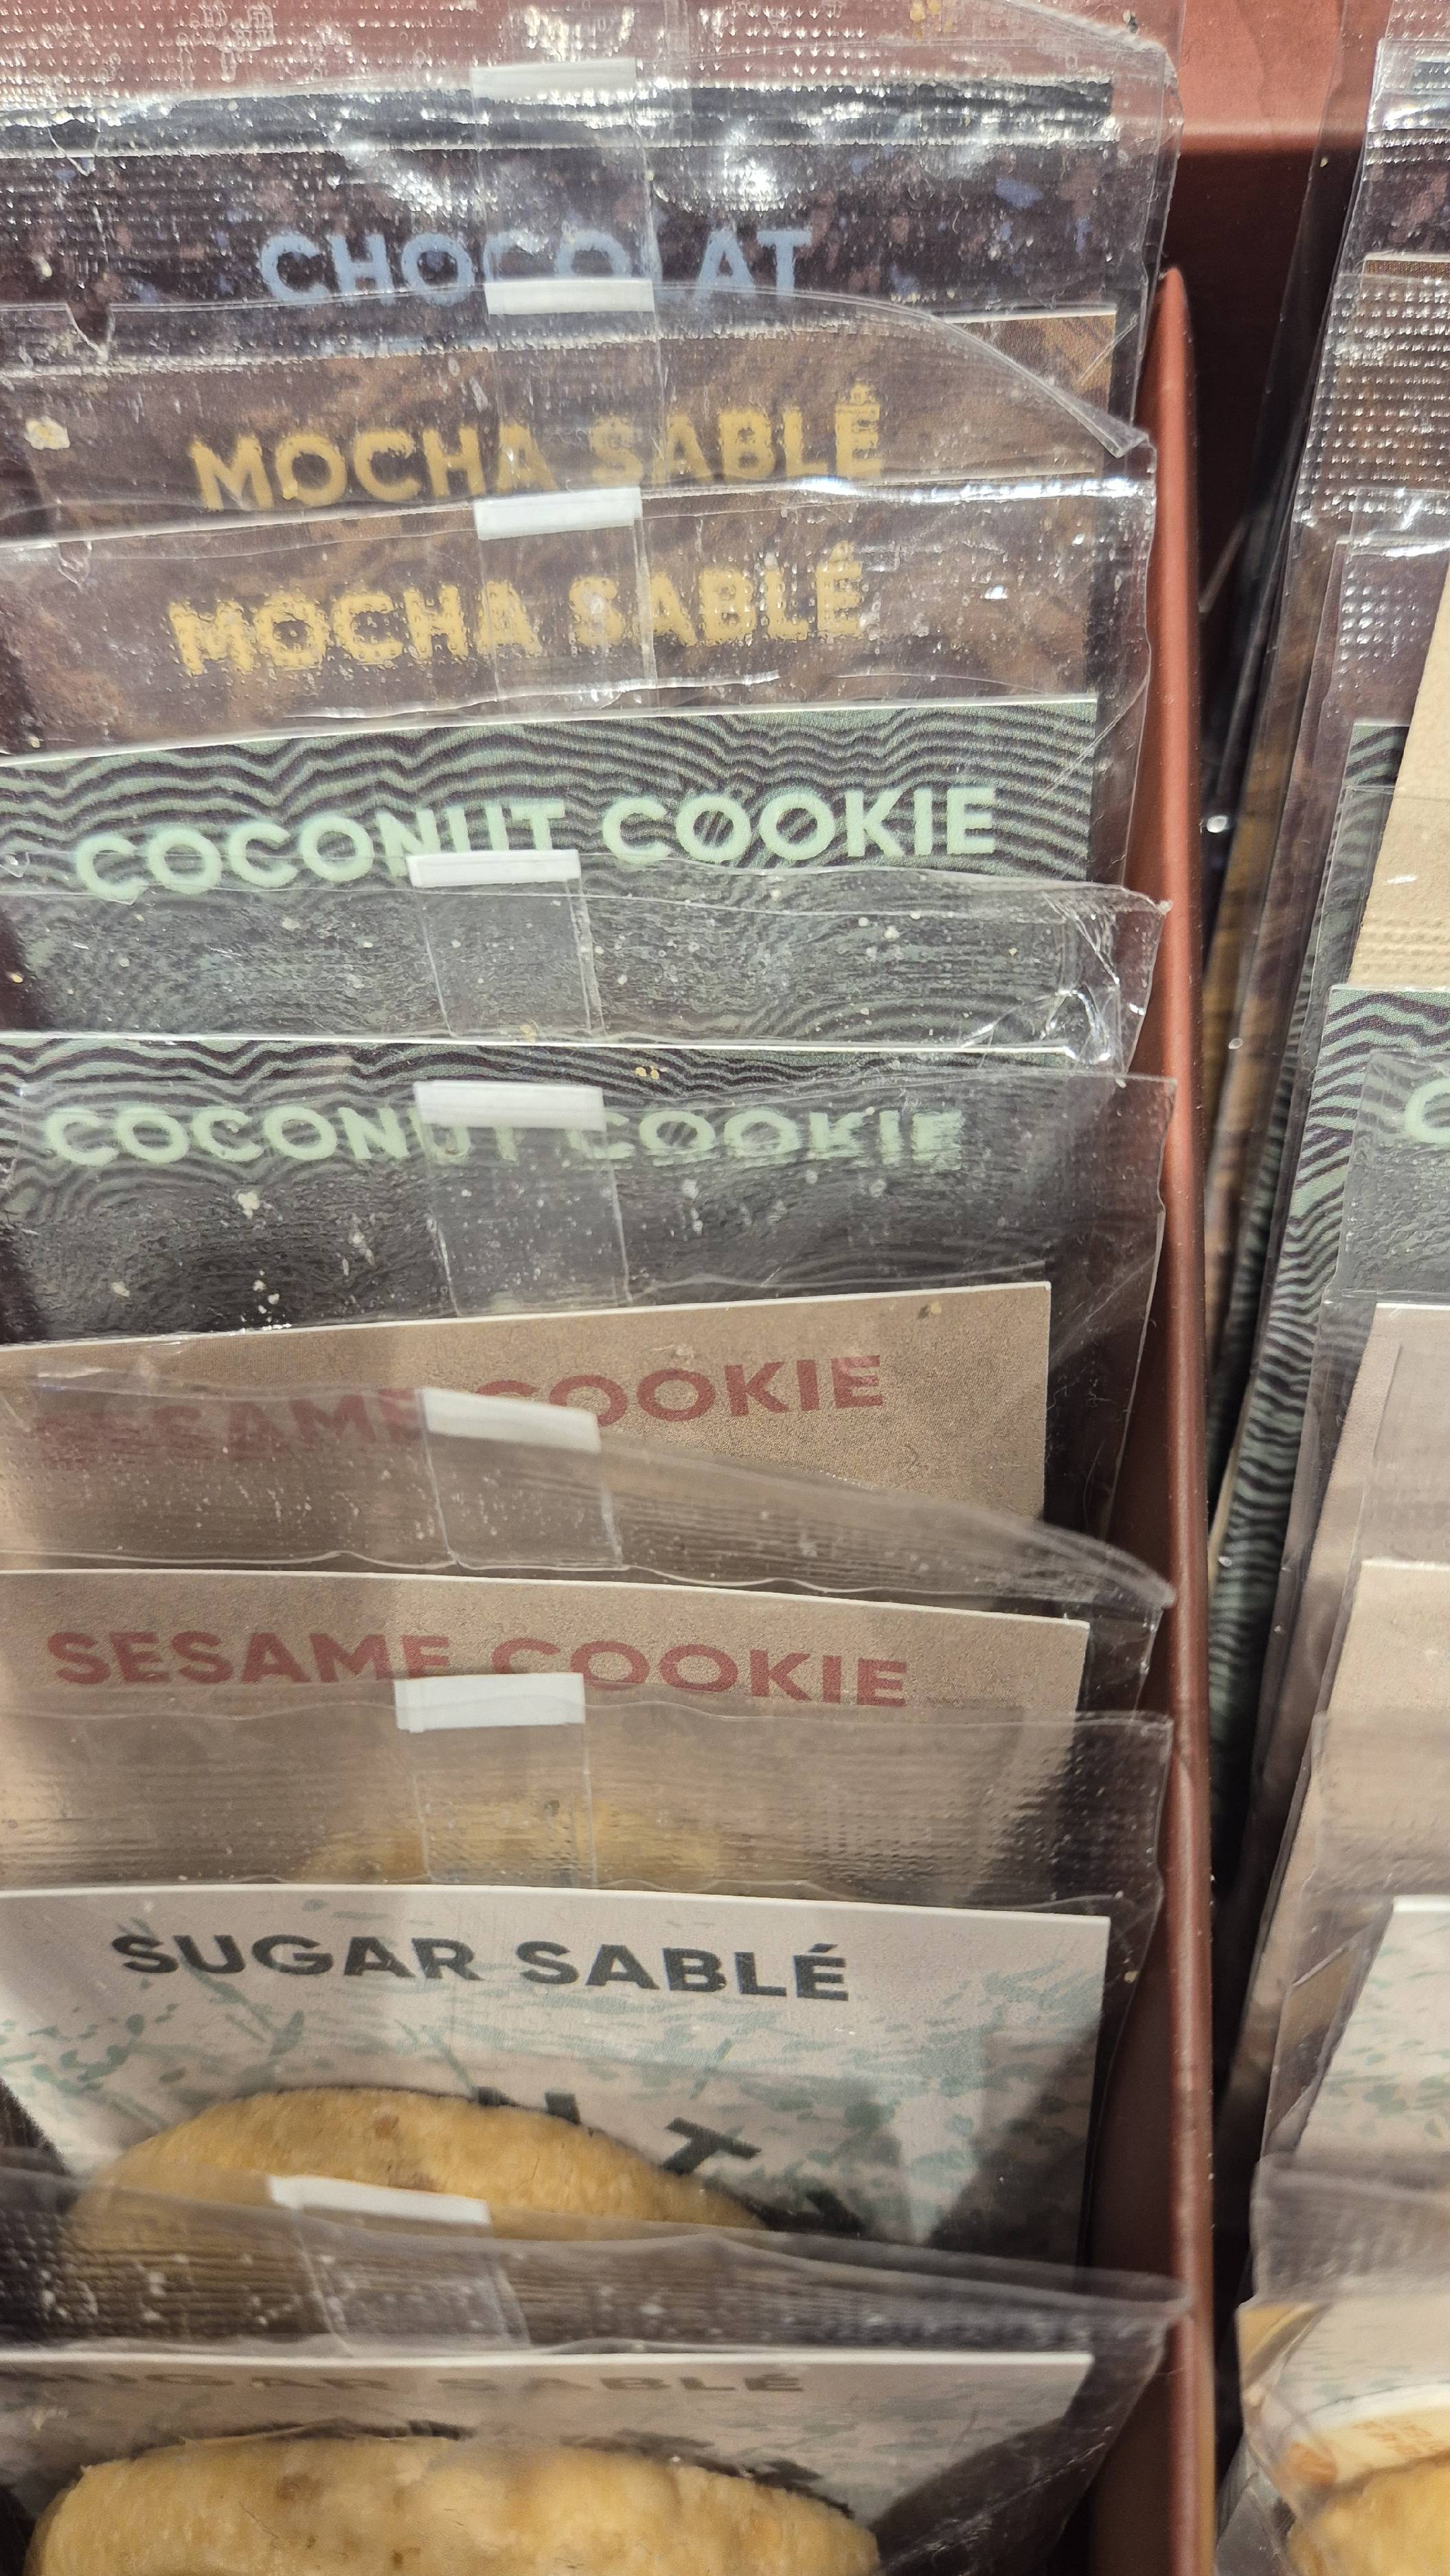 CHOCOLAT
MOCHA SABLÉ
MOCHA SABLÉ
COCONUT COOKIE
COCONUT COOKIE
SESAME COOKIE
SESAME COOKIE
SUGAR SABLÉ
SUGAR SABLÉ